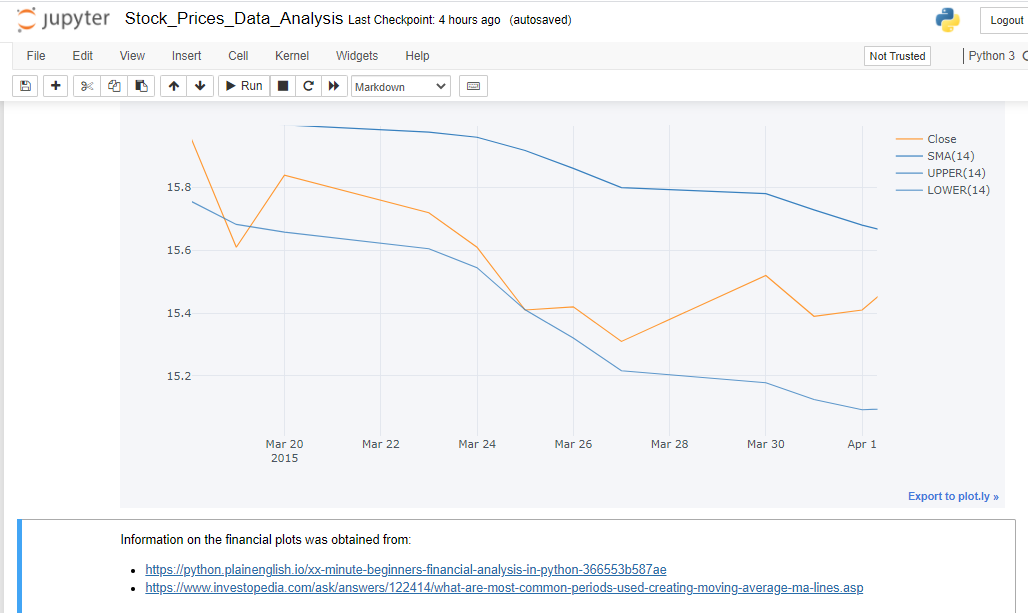 jupyter Stock_Prices_Data_Analysis Last Checkpoint: 4 hours ago (autosaved) Logout
File Edit View Insert Cell Kernel Widgets Help Not Trusted Python 3
Run Markdown
Close
SMA(14)
UPPER(14)
LOWER(14)
15.8
15.6
15.4
15.2
Mar 20 Mar 22 Mar 24 Mar 26 Mar 28 Mar 30 Apr 1
2015
Export to plot.ly »
Information on the financial plots was obtained from:
https://python.plainenglish.io/xx-minute-beginners-financial-analysis-in-python-366553b587ae
https://www.investopedia.com/ask/answers/122414/what-are-most-common-periods-used-creating-moving-average-ma-lines.asp